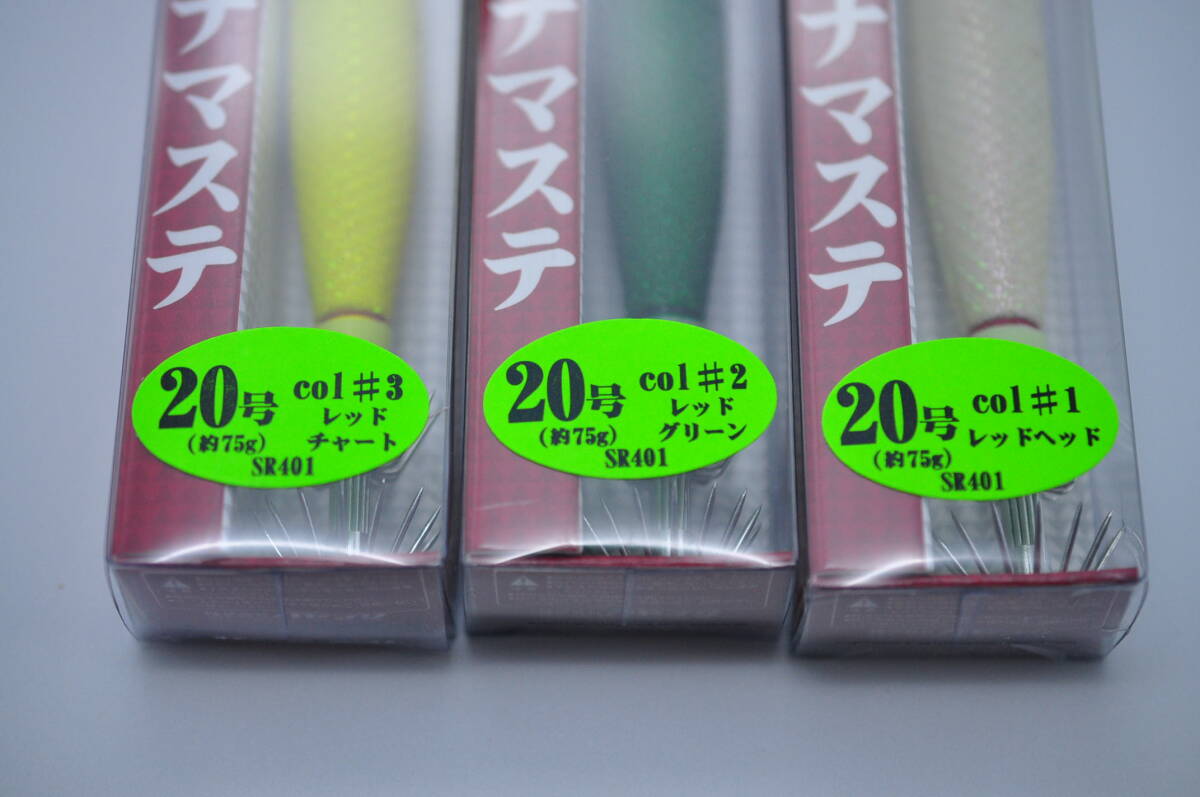 ナマステ
20号
(約75g)
col#3
レッド
チャート
SR401
ナマステ
20号
(約75g)
col#2
レッド
グリーン
SR401
ナマステ
20号
(約75g)
col#1
レッドヘッド
SR401